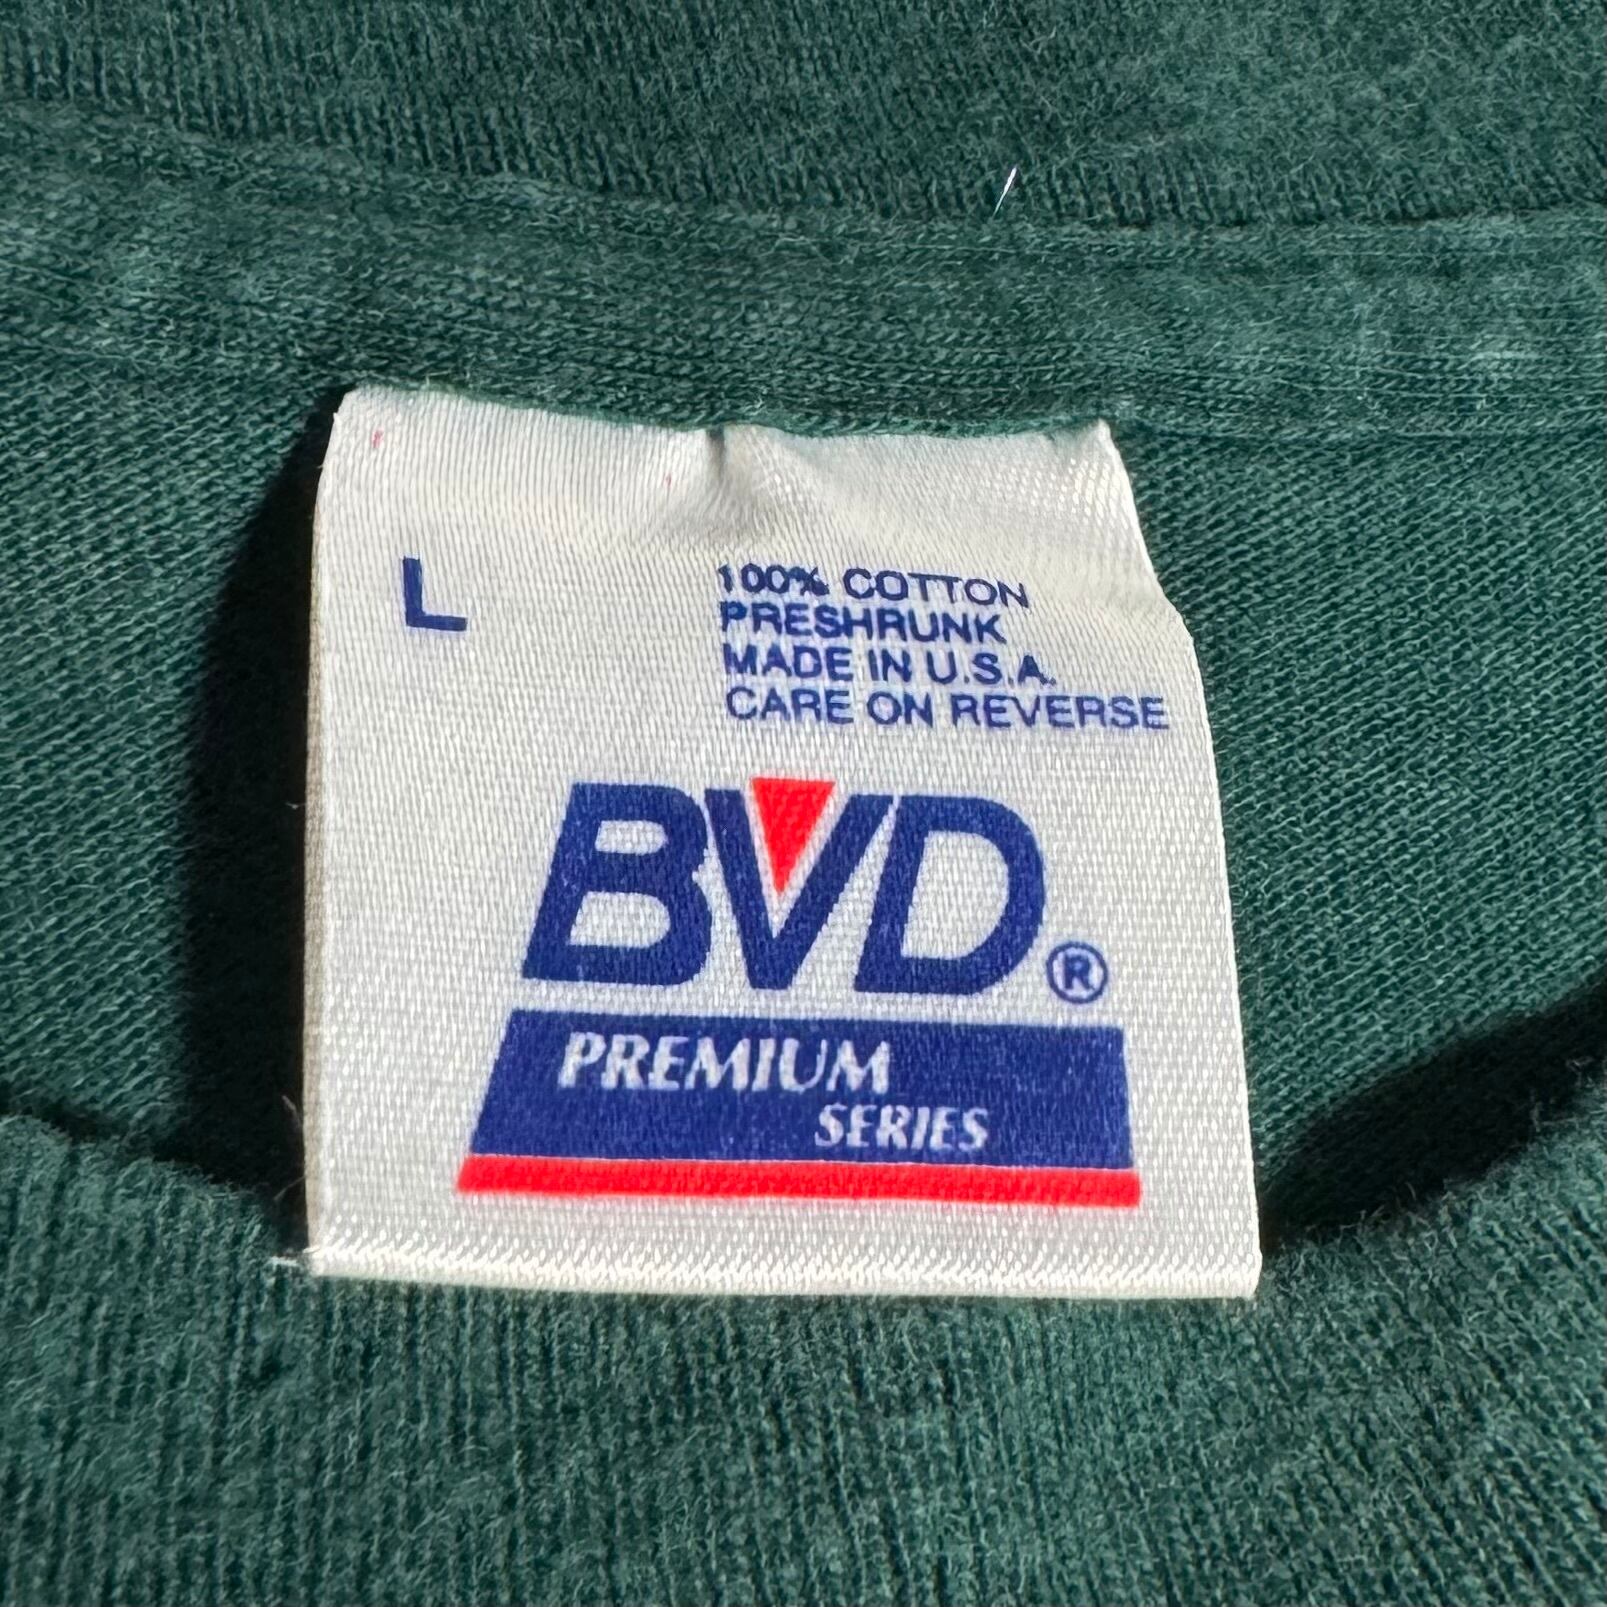 L
100% COTTON
PRESHRUNK
MADE IN U.S.A.
CARE ON REVERSE
BVD®
PREMIUM
SERIES